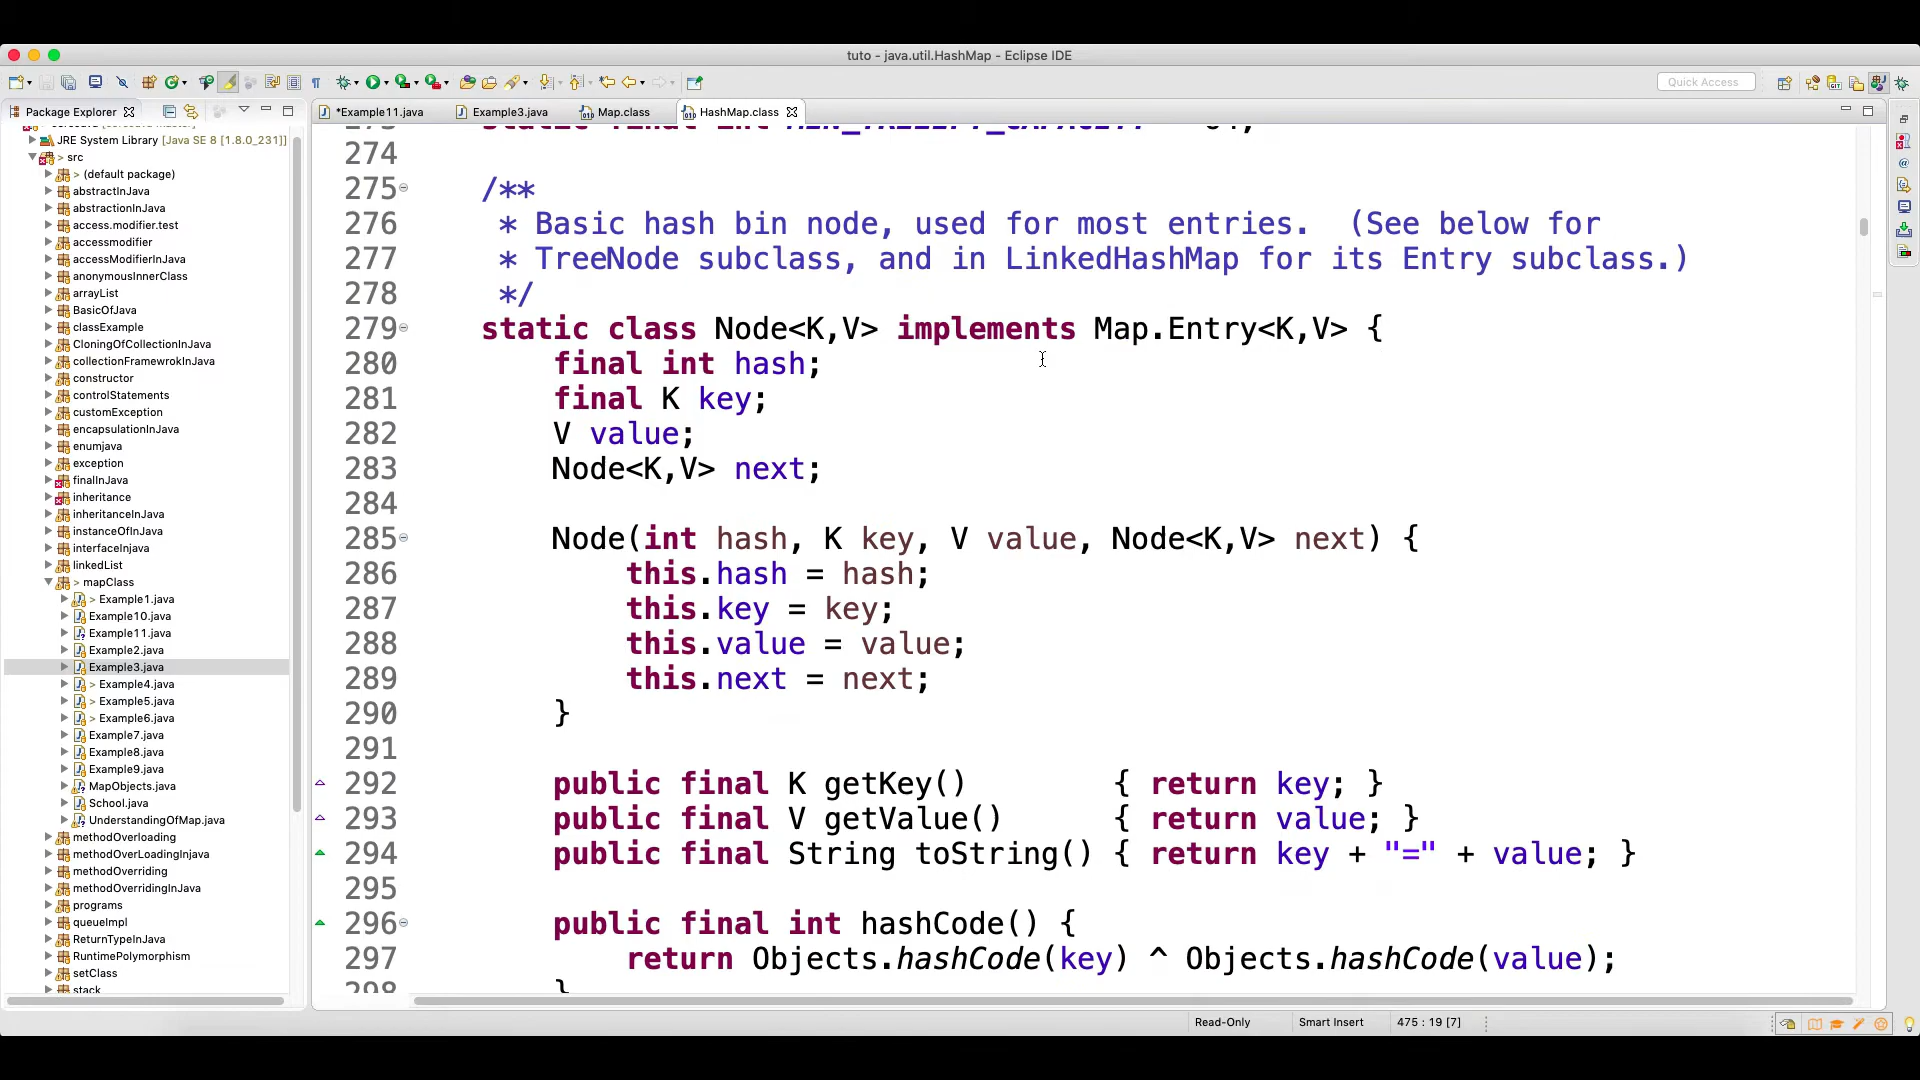 tuto - java.util.HashMap - Eclipse IDE
Quick Access
Package Explorer
*Example11.java
Example3.java
Map.class
HashMap.class
JRE System Library [Java SE 8 [1.8.0_231]]
> src
> (default package)
abstractInJava
abstractionInJava
access.modifier.test
accessmodifier
accessModifierInJava
anonymousInnerClass
arrayList
BasicOfJava
classExample
CloningOfCollectionInJava
collectionFramewrokInJava
constructor
controlStatements
customException
encapsulationInJava
enumjava
exception
finalInJava
inheritance
inheritanceInJava
instanceOfInJava
interfaceInjava
linkedList
> mapClass
> Example1.java
Example10.java
Example11.java
Example2.java
Example3.java
> Example4.java
> Example5.java
> Example6.java
Example7.java
Example8.java
Example9.java
MapObjects.java
School.java
UnderstandingOfMap.java
methodOverloading
methodOverLoadingInjava
methodOverriding
methodOverridingInJava
programs
queueImpl
ReturnTypeInJava
RuntimePolymorphism
setClass
stack
274
275 /**
276 * Basic hash bin node, used for most entries. (See below for
277 * TreeNode subclass, and in LinkedHashMap for its Entry subclass.)
278 */
279 static class Node<K,V> implements Map.Entry<K,V> {
280 final int hash;
281 final K key;
282 V value;
283 Node<K,V> next;
284
285 Node(int hash, K key, V value, Node<K,V> next) {
286 this.hash = hash;
287 this.key = key;
288 this.value = value;
289 this.next = next;
290 }
291
292 public final K getKey() { return key; }
293 public final V getValue() { return value; }
294 public final String toString() { return key + "=" + value; }
295
296 public final int hashCode() {
297 return Objects.hashCode(key) ^ Objects.hashCode(value);
298 }
Read-Only
Smart Insert
475 : 19 [7]